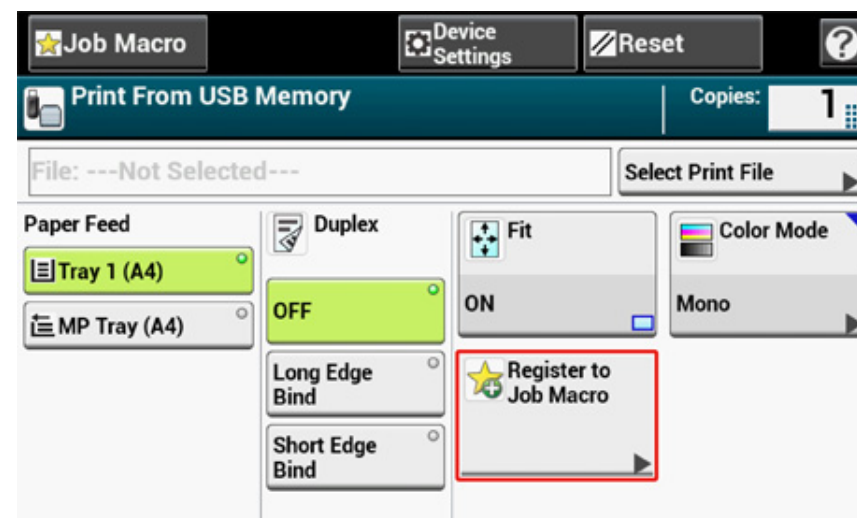 Job Macro
Device
Settings
Reset
?
Print From USB Memory
Copies:
1
File: ---Not Selected---
Select Print File
Paper Feed
Tray 1 (A4)
MP Tray (A4)
Duplex
OFF
Long Edge
Bind
Short Edge
Bind
Fit
ON
Register to
Job Macro
Color Mode
Mono